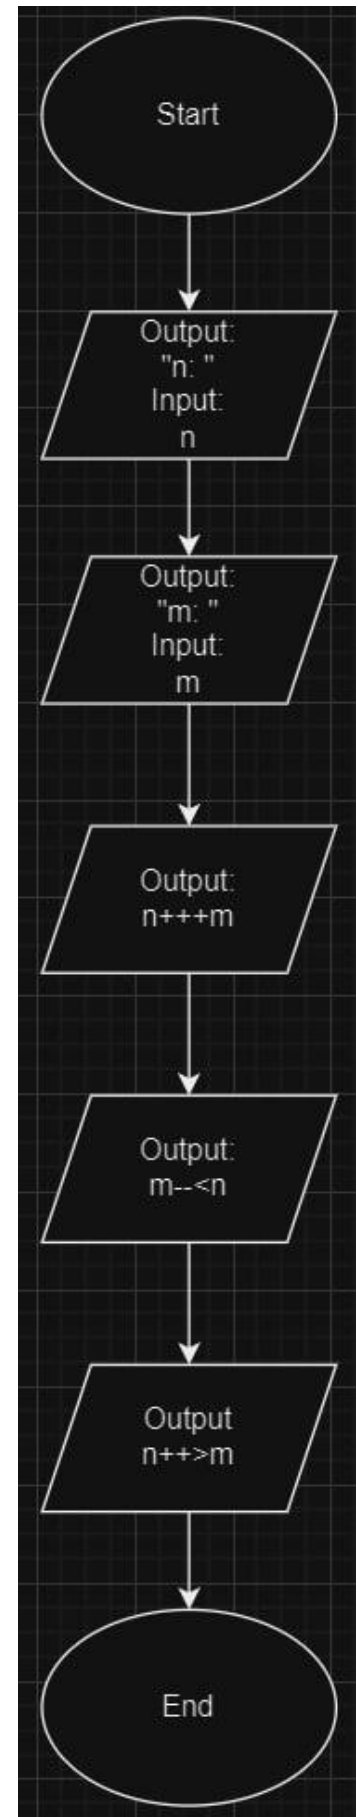 Start
Output:
"n: "
Input:
n
Output:
"m: "
Input:
m
Output:
n+++m
Output:
m--<n
Output
n++>m
End